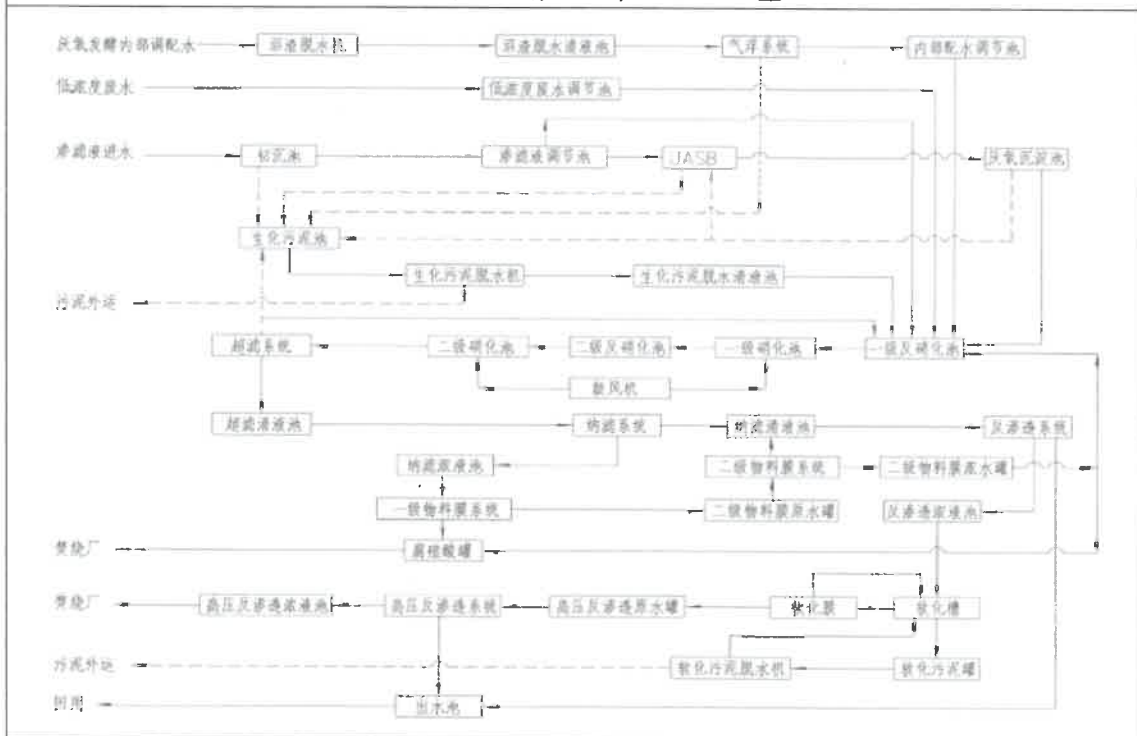 厌氧发酵内部调配水 沼渣脱水机 沼渣脱水清液池 气浮系统 内部配水调节池
低浓度废水 低浓度废水调节池
渗滤液进水 初沉池 渗滤液调节池 UASB 厌氧沉淀池
生化污泥池
生化污泥脱水机 生化污泥脱水清液池
污泥外运
超滤系统 二级硝化池 二级反硝化池 一级硝化池 一级反硝化池
鼓风机
超滤清液池 纳滤系统 纳滤清液池 反渗透系统
纳滤浓液池 二级物料膜系统 二级物料膜浓水罐
一级物料膜系统 二级物料膜原水罐 反渗透浓液池
焚烧厂 腐殖酸罐
焚烧厂 高压反渗透浓液池 高压反渗透系统 高压反渗透原水罐 软化膜 软化槽
污泥外运 软化污泥脱水机 软化污泥罐
回用 出水池